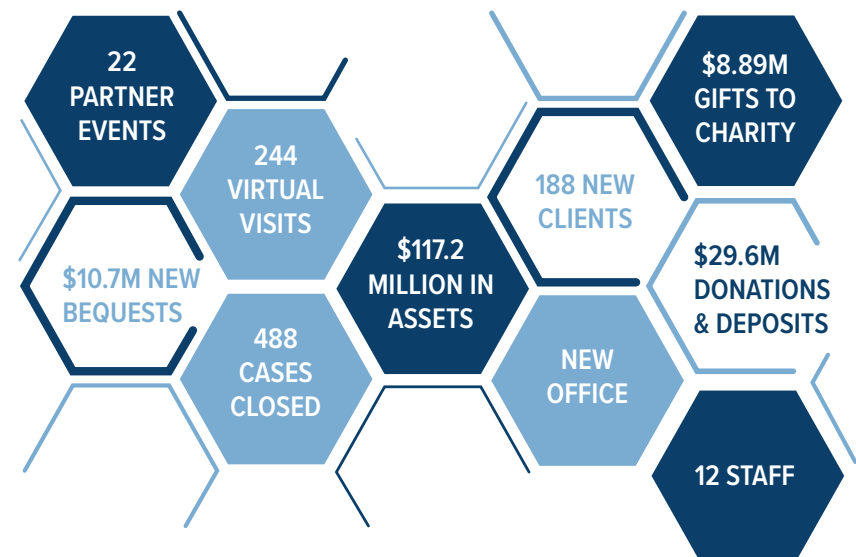 22
PARTNER
EVENTS
244
VIRTUAL
VISITS
$10.7M NEW
BEQUESTS
488
CASES
CLOSED
$117.2
MILLION IN
ASSETS
188 NEW
CLIENTS
NEW
OFFICE
$8.89M
GIFTS TO
CHARITY
$29.6M
DONATIONS
& DEPOSITS
12 STAFF